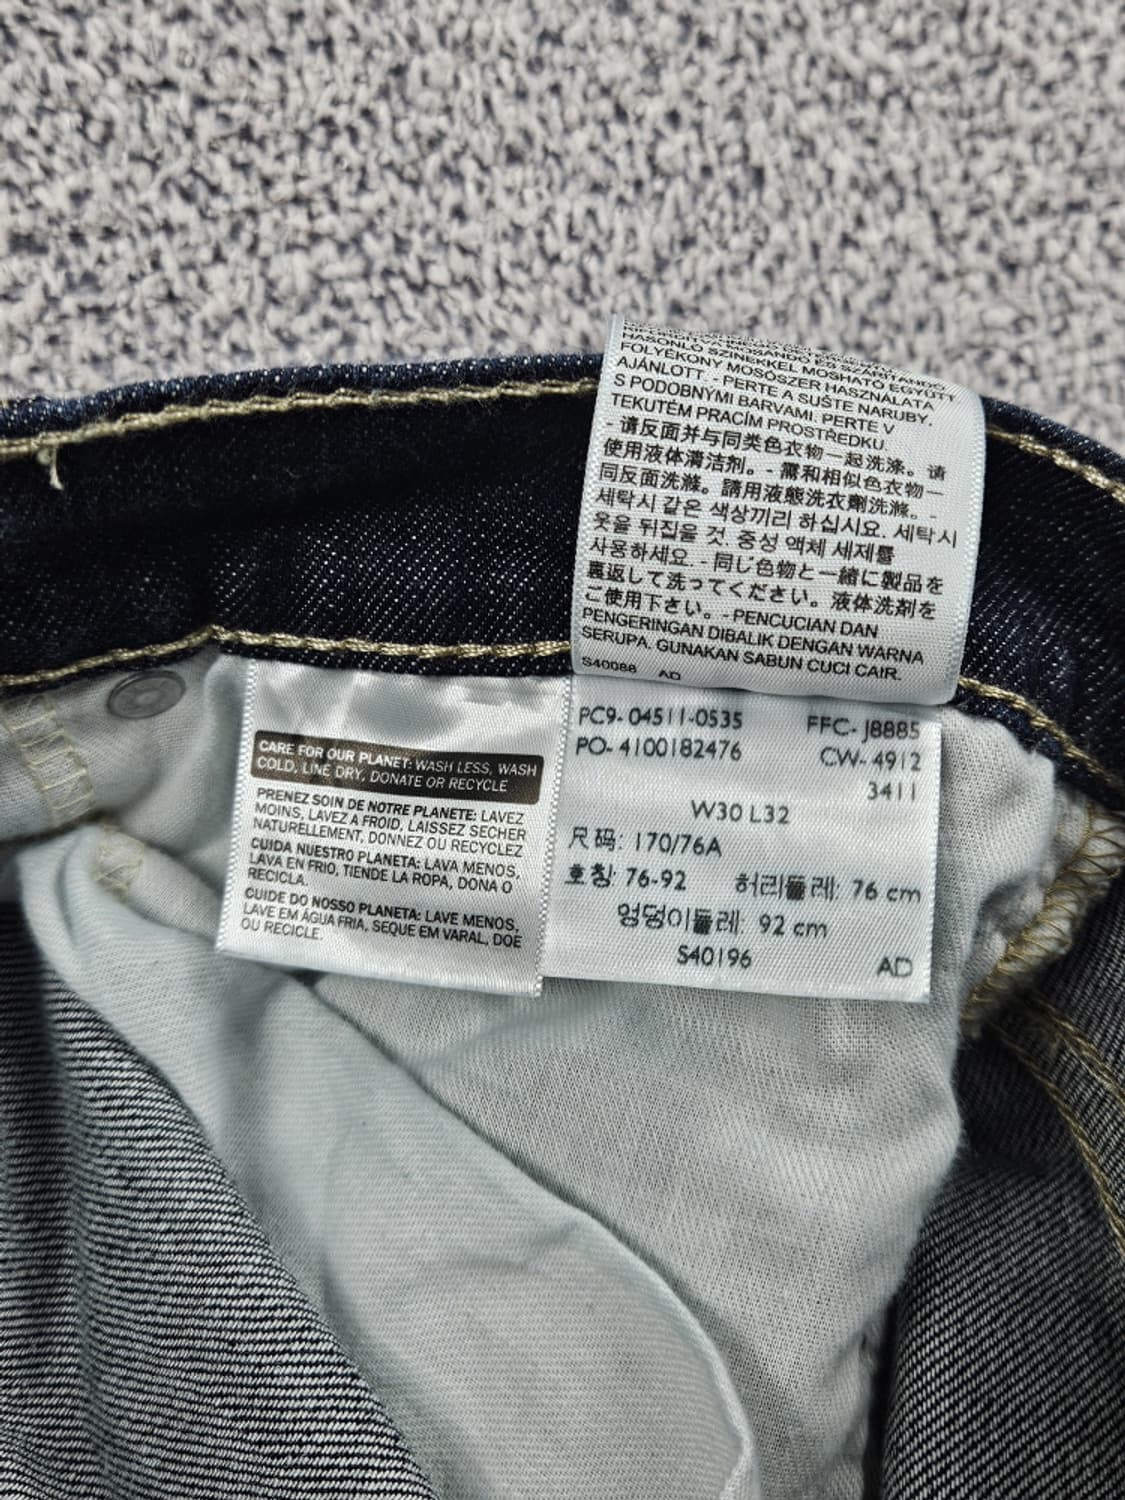 HASONLÓ SZÍNEKKEL MOSHATÓ EGYÜTT
FOLYÉKONY MOSÓSZER HASZNÁLATA
AJÁNLOTT - PERTE A SUŠTE NARUBY.
S PODOBNÝMI BARVAMI. PERTE V
TEKUTÉM PRACÍM PROSTŘEDKU.
- 请反面并与同类色衣物一起洗涤。请
使用液体清洁剂。- 需和相似色衣物一
同反面洗滌。請用液態洗衣劑洗滌。-
세탁시 같은 색상끼리 하십시요. 세탁시
옷을 뒤집을 것. 중성 액체 세제를
사용하세요. - 同じ色物と一緒に製品を
裏返して洗ってください。液体洗剤を
ご使用下さい。- PENCUCIAN DAN
PENGERINGAN DIBALIK DENGAN WARNA
SERUPA. GUNAKAN SABUN CUCI CAIR.
S40088 AD
CARE FOR OUR PLANET: WASH LESS, WASH
COLD, LINE DRY, DONATE OR RECYCLE
PRENEZ SOIN DE NOTRE PLANETE: LAVEZ
MOINS, LAVEZ A FROID, LAISSEZ SECHER
NATURELLEMENT, DONNEZ OU RECYCLEZ
CUIDA NUESTRO PLANETA: LAVA MENOS,
LAVA EN FRIO, TIENDE LA ROPA, DONA O
RECICLA.
CUIDE DO NOSSO PLANETA: LAVE MENOS,
LAVE EM ÁGUA FRIA, SEQUE EM VARAL, DOE
OU RECICLE.
PC9- 04511-0535 FFC- J8885
PO- 4100182476 CW- 4912
3411
W30 L32
尺码: 170/76A
호칭: 76-92 허리둘레: 76 cm
엉덩이둘레: 92 cm
S40196 AD